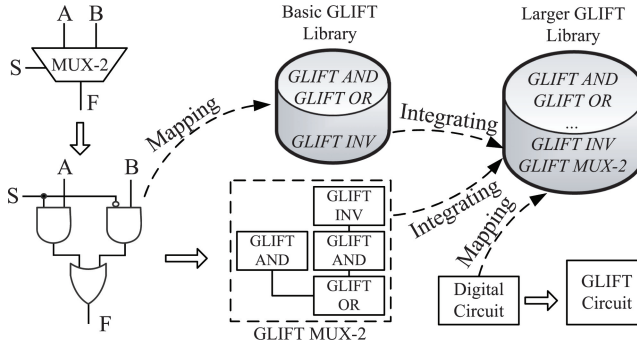 A B
S MUX-2
F
A B
S
F
Mapping
Basic GLIFT
Library
GLIFT AND
GLIFT OR
GLIFT INV
Integrating
Larger GLIFT
Library
GLIFT AND
GLIFT OR
...
GLIFT INV
GLIFT MUX-2
GLIFT
INV
GLIFT
AND
GLIFT
AND
GLIFT
OR
GLIFT MUX-2
Integrating
Mapping
Digital
Circuit
GLIFT
Circuit